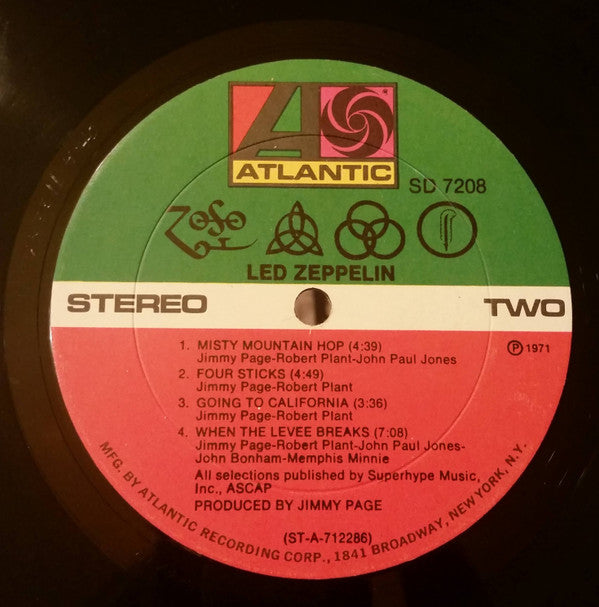 ATLANTIC
®
SD 7208
ZoSo
LED ZEPPELIN
STEREO
TWO
1. MISTY MOUNTAIN HOP (4:39)
Jimmy Page-Robert Plant-John Paul Jones
2. FOUR STICKS (4:49)
Jimmy Page-Robert Plant
3. GOING TO CALIFORNIA (3:36)
Jimmy Page-Robert Plant
4. WHEN THE LEVEE BREAKS (7:08)
Jimmy Page-Robert Plant-John Paul Jones-
John Bonham-Memphis Minnie
All selections published by Superhype Music,
Inc., ASCAP
PRODUCED BY JIMMY PAGE
℗ 1971
(ST-A-712286)
MFG. BY ATLANTIC RECORDING CORP., 1841 BROADWAY, NEW YORK, N.Y.